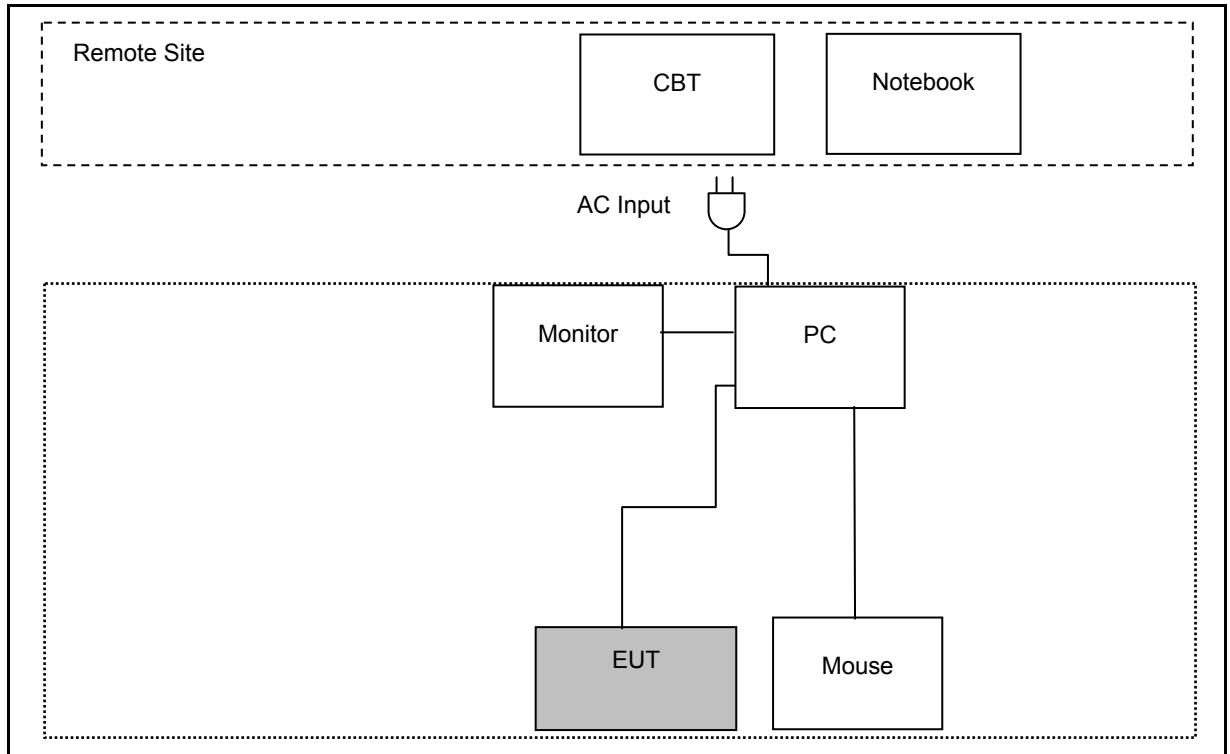 Remote Site
CBT
Notebook
AC Input
Monitor
PC
EUT
Mouse